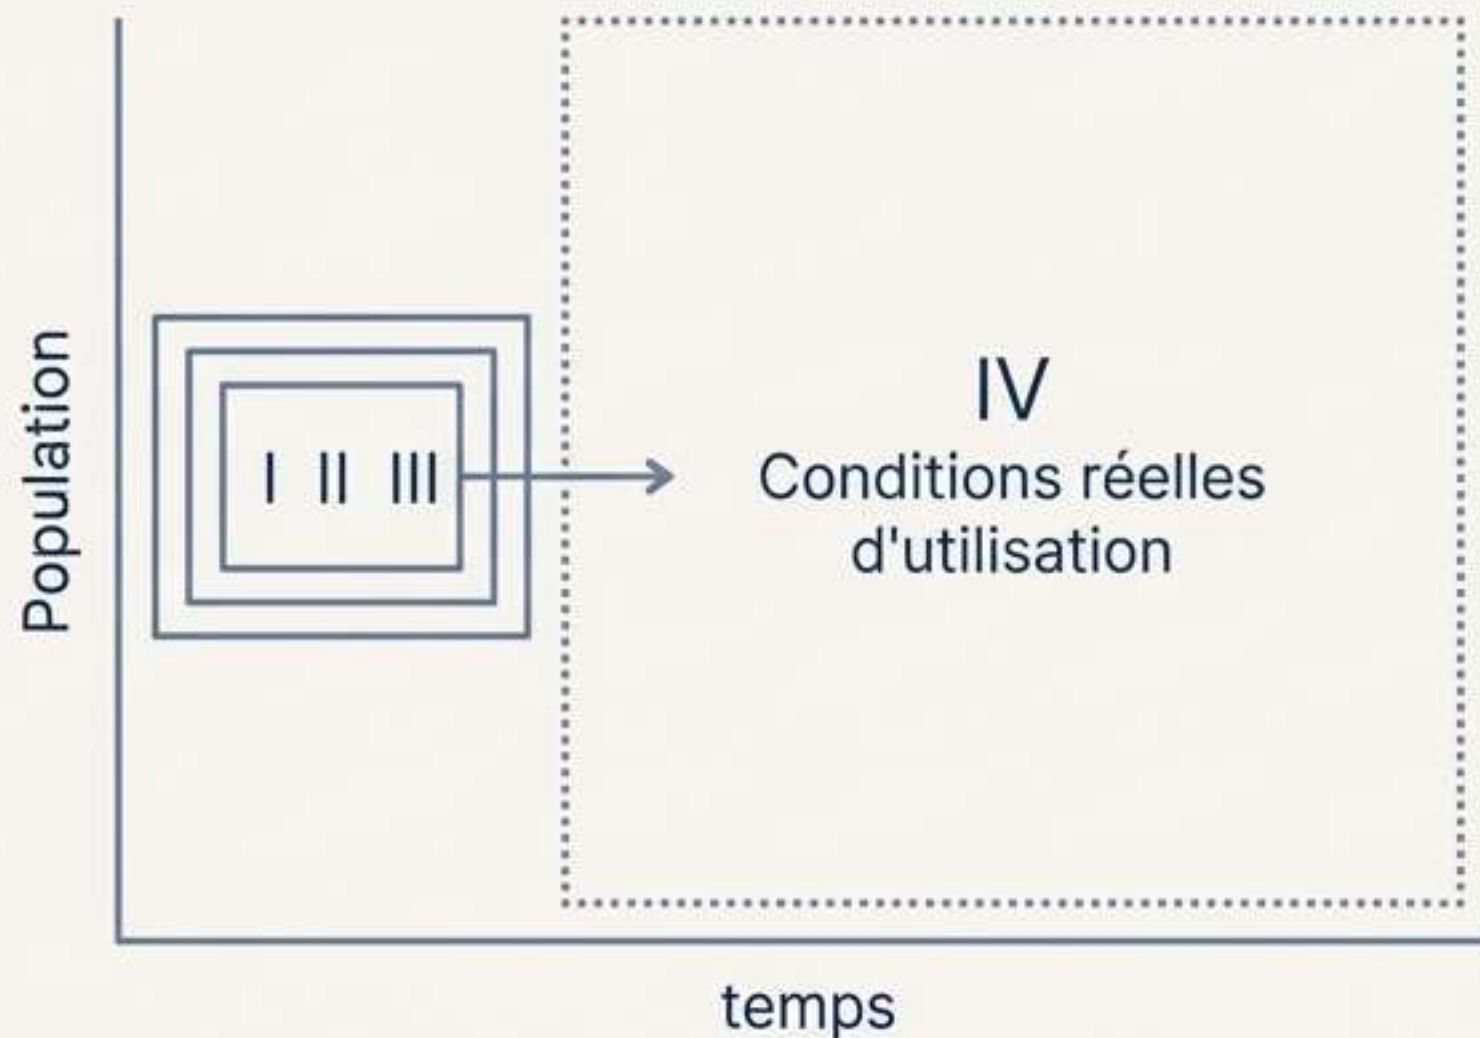 Population
I II III
IV
Conditions réelles
d'utilisation
temps